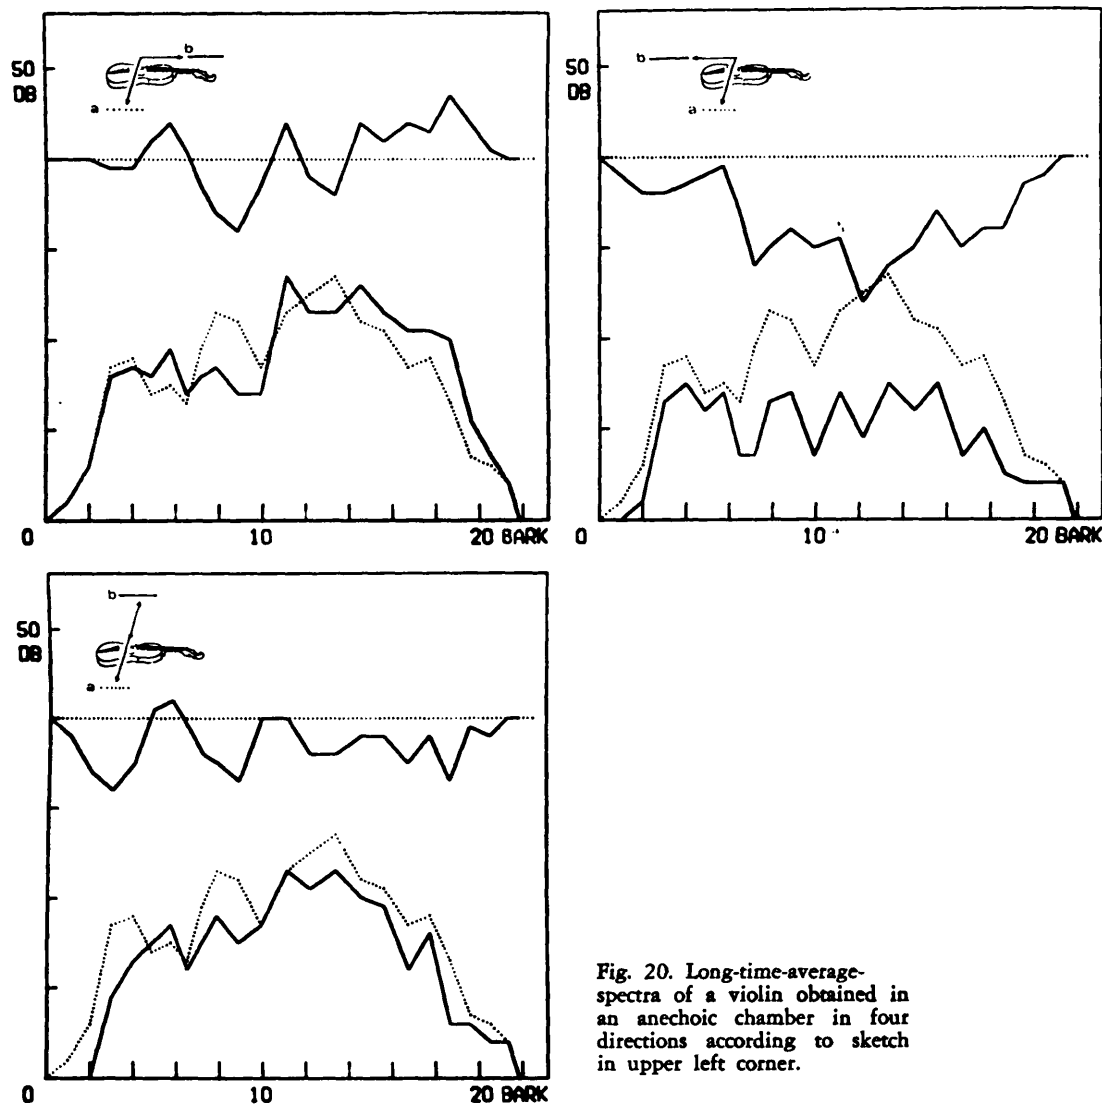 50
DB
b
a
0
10
20 BARK
50
DB
b
a
0
10
20 BARK
50
DB
b
a
0
10
20 BARK
Fig. 20. Long-time-average-
spectra of a violin obtained in
an anechoic chamber in four
directions according to sketch
in upper left corner.